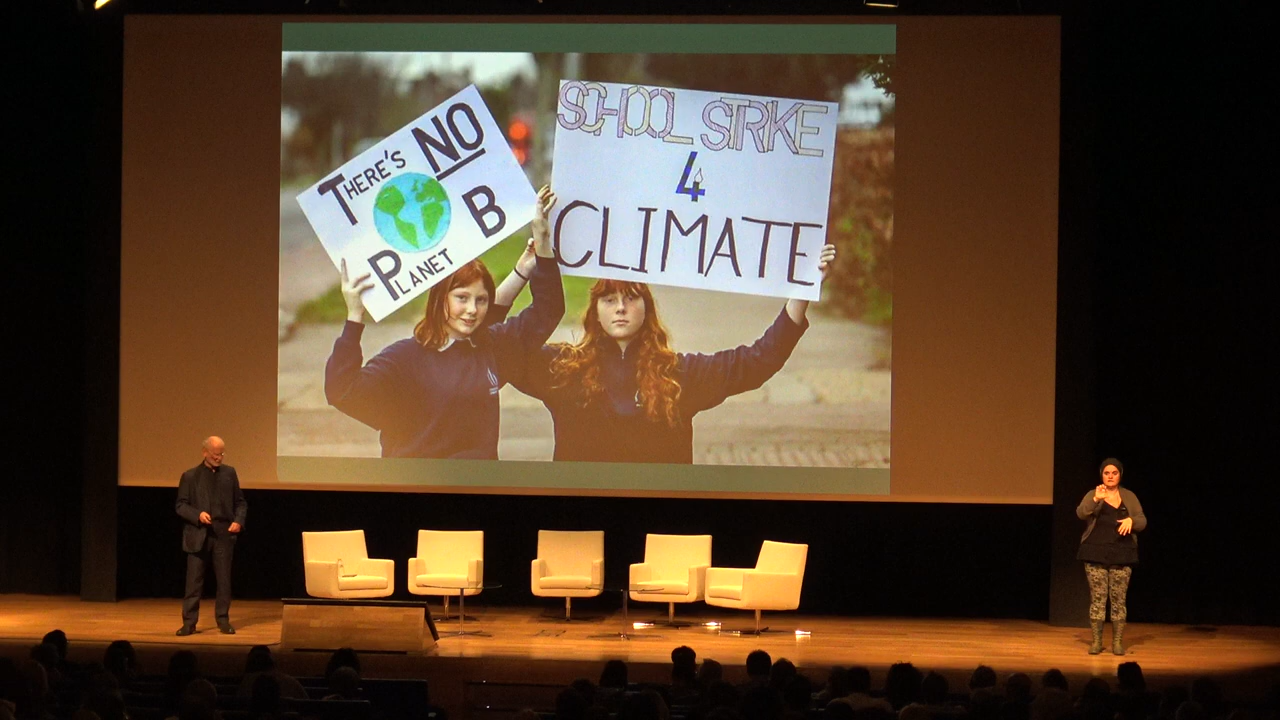 THERE'S NO
PLANET B
SCHOOL STRIKE
4
CLIMATE